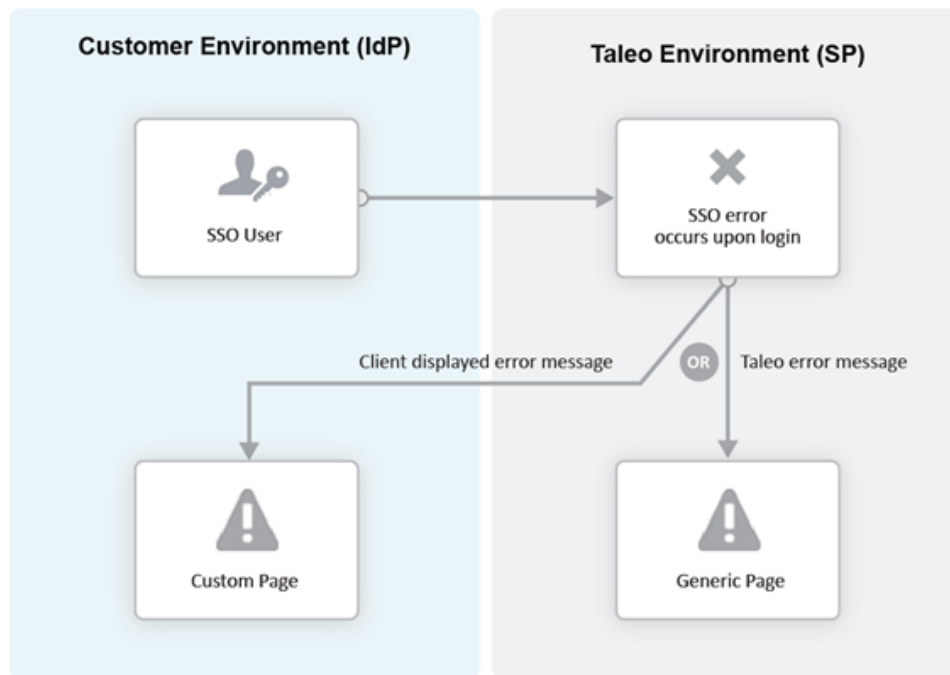 Customer Environment (IdP)
Taleo Environment (SP)
SSO User
SSO error
occurs upon login
Client displayed error message
OR
Taleo error message
Custom Page
Generic Page